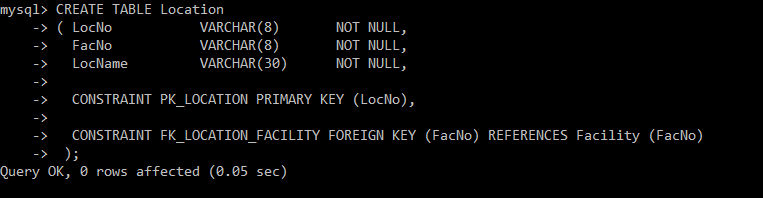 mysql> CREATE TABLE Location
    -> ( LocNo           VARCHAR(8)       NOT NULL,
    ->   FacNo           VARCHAR(8)       NOT NULL,
    ->   LocName         VARCHAR(30)      NOT NULL,
    ->
    ->   CONSTRAINT PK_LOCATION PRIMARY KEY (LocNo),
    ->
    ->   CONSTRAINT FK_LOCATION_FACILITY FOREIGN KEY (FacNo) REFERENCES Facility (FacNo)
    ->  );
Query OK, 0 rows affected (0.05 sec)